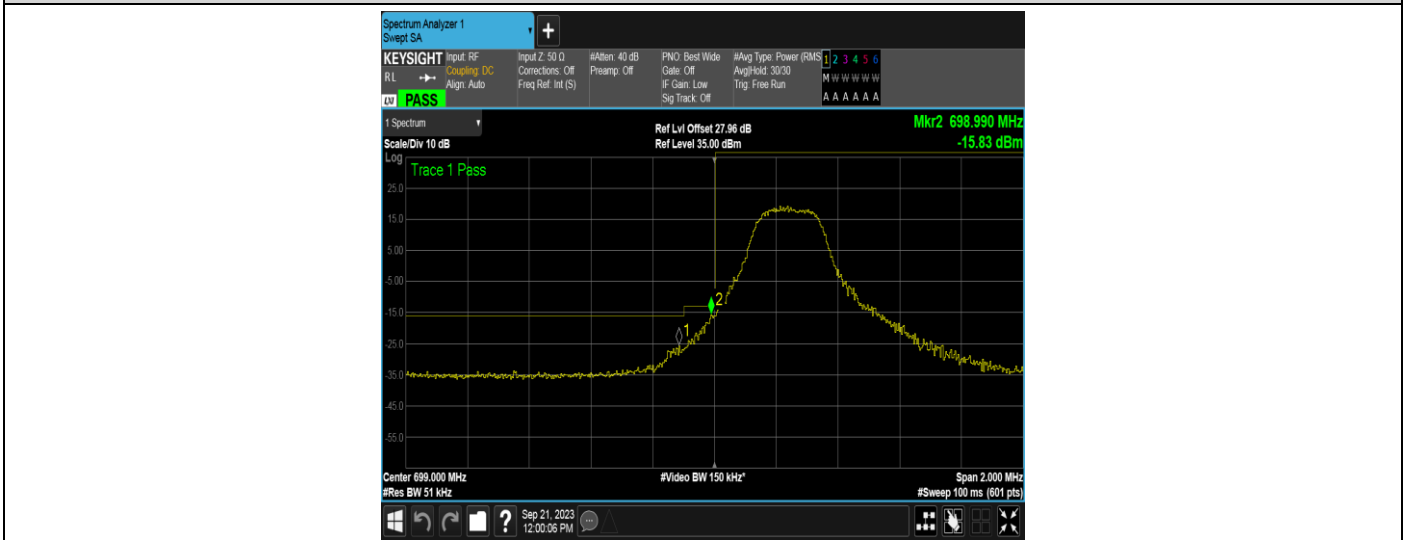 Spectrum Analyzer 1
Swept SA
+
KEYSIGHT
RL
LXI PASS
Input: RF
Coupling: DC
Align: Auto
Input Z: 50 Ω
Corrections: Off
Freq Ref: Int (S)
#Atten: 40 dB
Preamp: Off
PNO: Best Wide
Gate: Off
IF Gain: Low
Sig Track: Off
#Avg Type: Power (RMS
Avg|Hold: 30/30
Trig: Free Run
1 2 3 4 5 6
M W W W W W
A A A A A A
1 Spectrum
Scale/Div 10 dB
Ref Lvl Offset 27.96 dB
Ref Level 35.00 dBm
Mkr2 698.990 MHz
-15.83 dBm
Log
Trace 1 Pass
25.0
15.0
5.00
-5.00
-15.0
-25.0
-35.0
-45.0
-55.0
2
1
Center 699.000 MHz
#Res BW 51 kHz
#Video BW 150 kHz*
Span 2.000 MHz
#Sweep 100 ms (601 pts)
?
Sep 21, 2023
12:00:06 PM